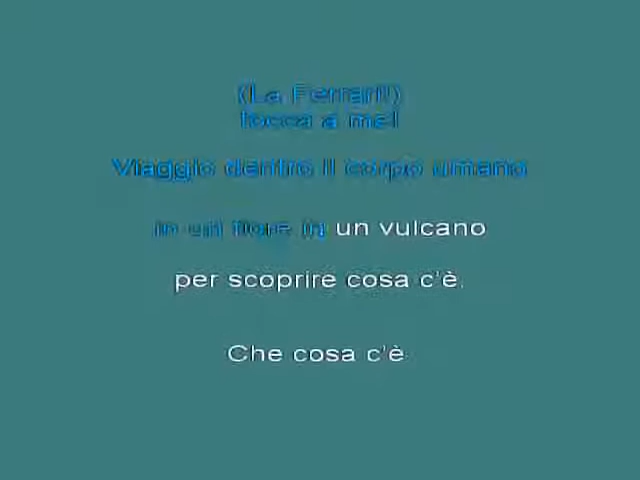 (La Ferrari!)
tocca a me!
Viaggio dentro il corpo umano
in un fiore in un vulcano
per scoprire cosa c'è.
Che cosa c'è